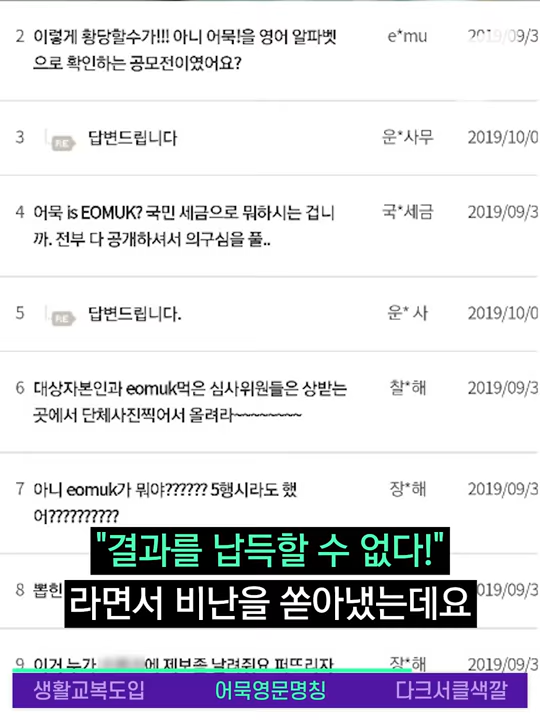 2 이렇게 황당할수가!!! 아니 어묵!을 영어 알파벳 e*mu 2019/09/3
으로 확인하는 공모전이였어요?
3 RE 답변드립니다 운*사무 2019/10/0
4 어묵 is EOMUK? 국민 세금으로 뭐하시는 겁니 국*세금 2019/09/3
까. 전부 다 공개하셔서 의구심을 풀..
5 RE 답변드립니다. 운* 사 2019/10/0
6 대상자본인과 eomuk먹은 심사위원들은 상받는 찰*해 2019/09/3
곳에서 단체사진찍어서 올려라~~~~~~~~
7 아니 eomuk가 뭐야?????? 5행시라도 했 장*해 2019/09/3
어??????????
"결과를 납득할 수 없다!"
8 뽑힌 019/09/3
라면서 비난을 쏟아냈는데요
9 이거 누가 에 제보좀 날려줘요 퍼뜨리자 장*해 2019/09/3
생활교복도입 어묵영문명칭 다크서클색깔